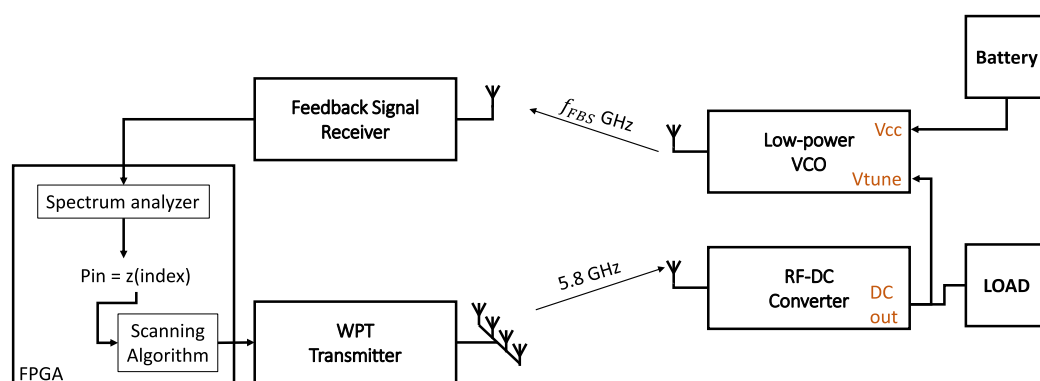 Battery
Feedback Signal
Receiver
f_FBS GHz
Low-power
VCO
Vcc
Vtune
Spectrum analyzer
Pin = z(index)
Scanning
Algorithm
FPGA
WPT
Transmitter
5.8 GHz
RF-DC
Converter
DC
out
LOAD